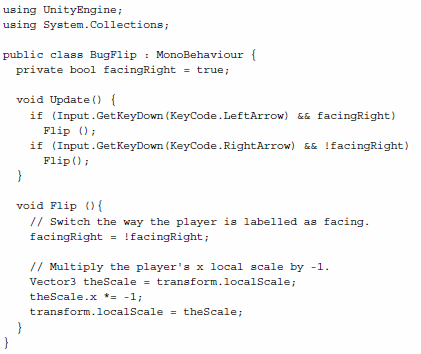 using UnityEngine;
using System.Collections;

public class BugFlip : MonoBehaviour {
  private bool facingRight = true;

  void Update() {
    if (Input.GetKeyDown(KeyCode.LeftArrow) && facingRight)
      Flip ();
    if (Input.GetKeyDown(KeyCode.RightArrow) && !facingRight)
      Flip();
  }

  void Flip (){
    // Switch the way the player is labelled as facing.
    facingRight = !facingRight;

    // Multiply the player's x local scale by -1.
    Vector3 theScale = transform.localScale;
    theScale.x *= -1;
    transform.localScale = theScale;
  }
}